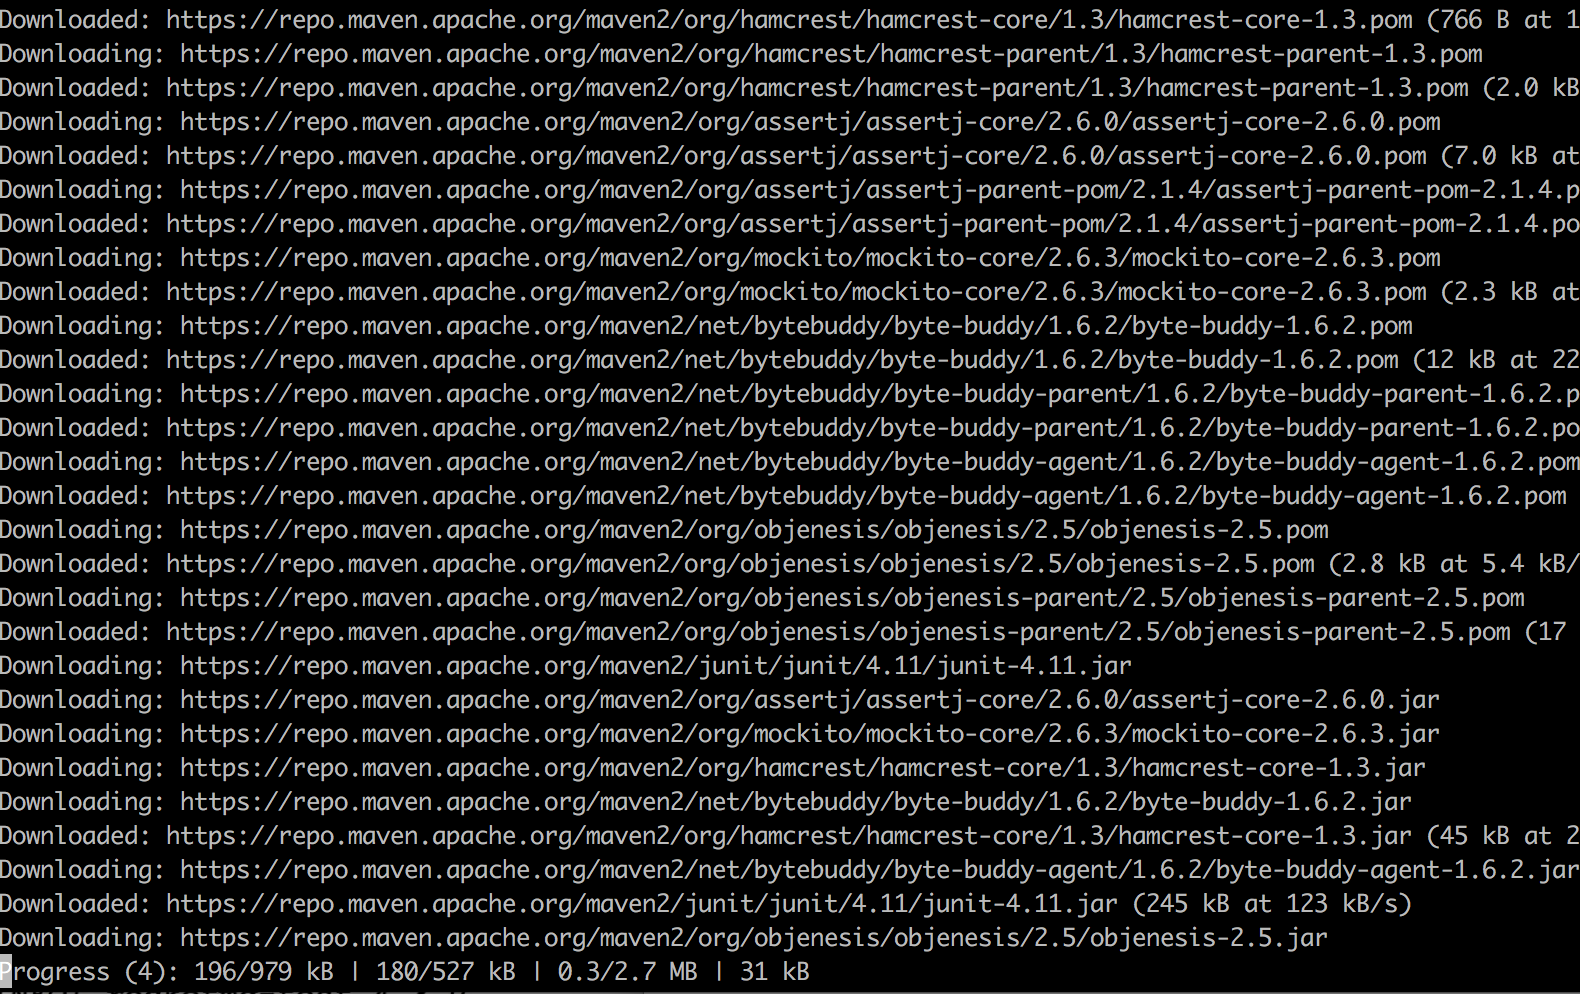 Downloaded: https://repo.maven.apache.org/maven2/org/hamcrest/hamcrest-core/1.3/hamcrest-core-1.3.pom (766 B at 1
Downloading: https://repo.maven.apache.org/maven2/org/hamcrest/hamcrest-parent/1.3/hamcrest-parent-1.3.pom
Downloaded: https://repo.maven.apache.org/maven2/org/hamcrest/hamcrest-parent/1.3/hamcrest-parent-1.3.pom (2.0 kB
Downloading: https://repo.maven.apache.org/maven2/org/assertj/assertj-core/2.6.0/assertj-core-2.6.0.pom
Downloaded: https://repo.maven.apache.org/maven2/org/assertj/assertj-core/2.6.0/assertj-core-2.6.0.pom (7.0 kB at
Downloading: https://repo.maven.apache.org/maven2/org/assertj/assertj-parent-pom/2.1.4/assertj-parent-pom-2.1.4.p
Downloaded: https://repo.maven.apache.org/maven2/org/assertj/assertj-parent-pom/2.1.4/assertj-parent-pom-2.1.4.po
Downloading: https://repo.maven.apache.org/maven2/org/mockito/mockito-core/2.6.3/mockito-core-2.6.3.pom
Downloaded: https://repo.maven.apache.org/maven2/org/mockito/mockito-core/2.6.3/mockito-core-2.6.3.pom (2.3 kB at
Downloading: https://repo.maven.apache.org/maven2/net/bytebuddy/byte-buddy/1.6.2/byte-buddy-1.6.2.pom
Downloaded: https://repo.maven.apache.org/maven2/net/bytebuddy/byte-buddy/1.6.2/byte-buddy-1.6.2.pom (12 kB at 22
Downloading: https://repo.maven.apache.org/maven2/net/bytebuddy/byte-buddy-parent/1.6.2/byte-buddy-parent-1.6.2.p
Downloaded: https://repo.maven.apache.org/maven2/net/bytebuddy/byte-buddy-parent/1.6.2/byte-buddy-parent-1.6.2.po
Downloading: https://repo.maven.apache.org/maven2/net/bytebuddy/byte-buddy-agent/1.6.2/byte-buddy-agent-1.6.2.pom
Downloaded: https://repo.maven.apache.org/maven2/net/bytebuddy/byte-buddy-agent/1.6.2/byte-buddy-agent-1.6.2.pom
Downloading: https://repo.maven.apache.org/maven2/org/objenesis/objenesis/2.5/objenesis-2.5.pom
Downloaded: https://repo.maven.apache.org/maven2/org/objenesis/objenesis/2.5/objenesis-2.5.pom (2.8 kB at 5.4 kB/
Downloading: https://repo.maven.apache.org/maven2/org/objenesis/objenesis-parent/2.5/objenesis-parent-2.5.pom
Downloaded: https://repo.maven.apache.org/maven2/org/objenesis/objenesis-parent/2.5/objenesis-parent-2.5.pom (17
Downloading: https://repo.maven.apache.org/maven2/junit/junit/4.11/junit-4.11.jar
Downloading: https://repo.maven.apache.org/maven2/org/assertj/assertj-core/2.6.0/assertj-core-2.6.0.jar
Downloading: https://repo.maven.apache.org/maven2/org/mockito/mockito-core/2.6.3/mockito-core-2.6.3.jar
Downloading: https://repo.maven.apache.org/maven2/org/hamcrest/hamcrest-core/1.3/hamcrest-core-1.3.jar
Downloading: https://repo.maven.apache.org/maven2/net/bytebuddy/byte-buddy/1.6.2/byte-buddy-1.6.2.jar
Downloaded: https://repo.maven.apache.org/maven2/org/hamcrest/hamcrest-core/1.3/hamcrest-core-1.3.jar (45 kB at 2
Downloading: https://repo.maven.apache.org/maven2/net/bytebuddy/byte-buddy-agent/1.6.2/byte-buddy-agent-1.6.2.jar
Downloaded: https://repo.maven.apache.org/maven2/junit/junit/4.11/junit-4.11.jar (245 kB at 123 kB/s)
Downloading: https://repo.maven.apache.org/maven2/org/objenesis/objenesis/2.5/objenesis-2.5.jar
Progress (4): 196/979 kB | 180/527 kB | 0.3/2.7 MB | 31 kB